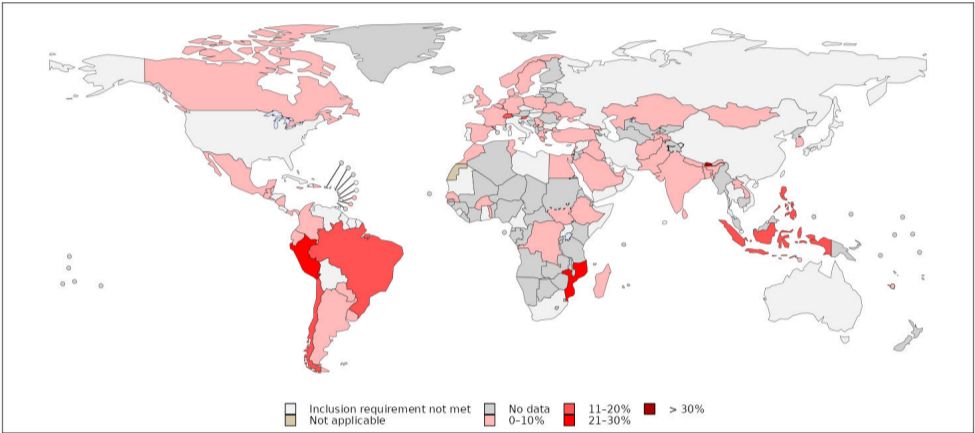 Inclusion requirement not met No data 11–20% > 30%
Not applicable 0–10% 21–30%